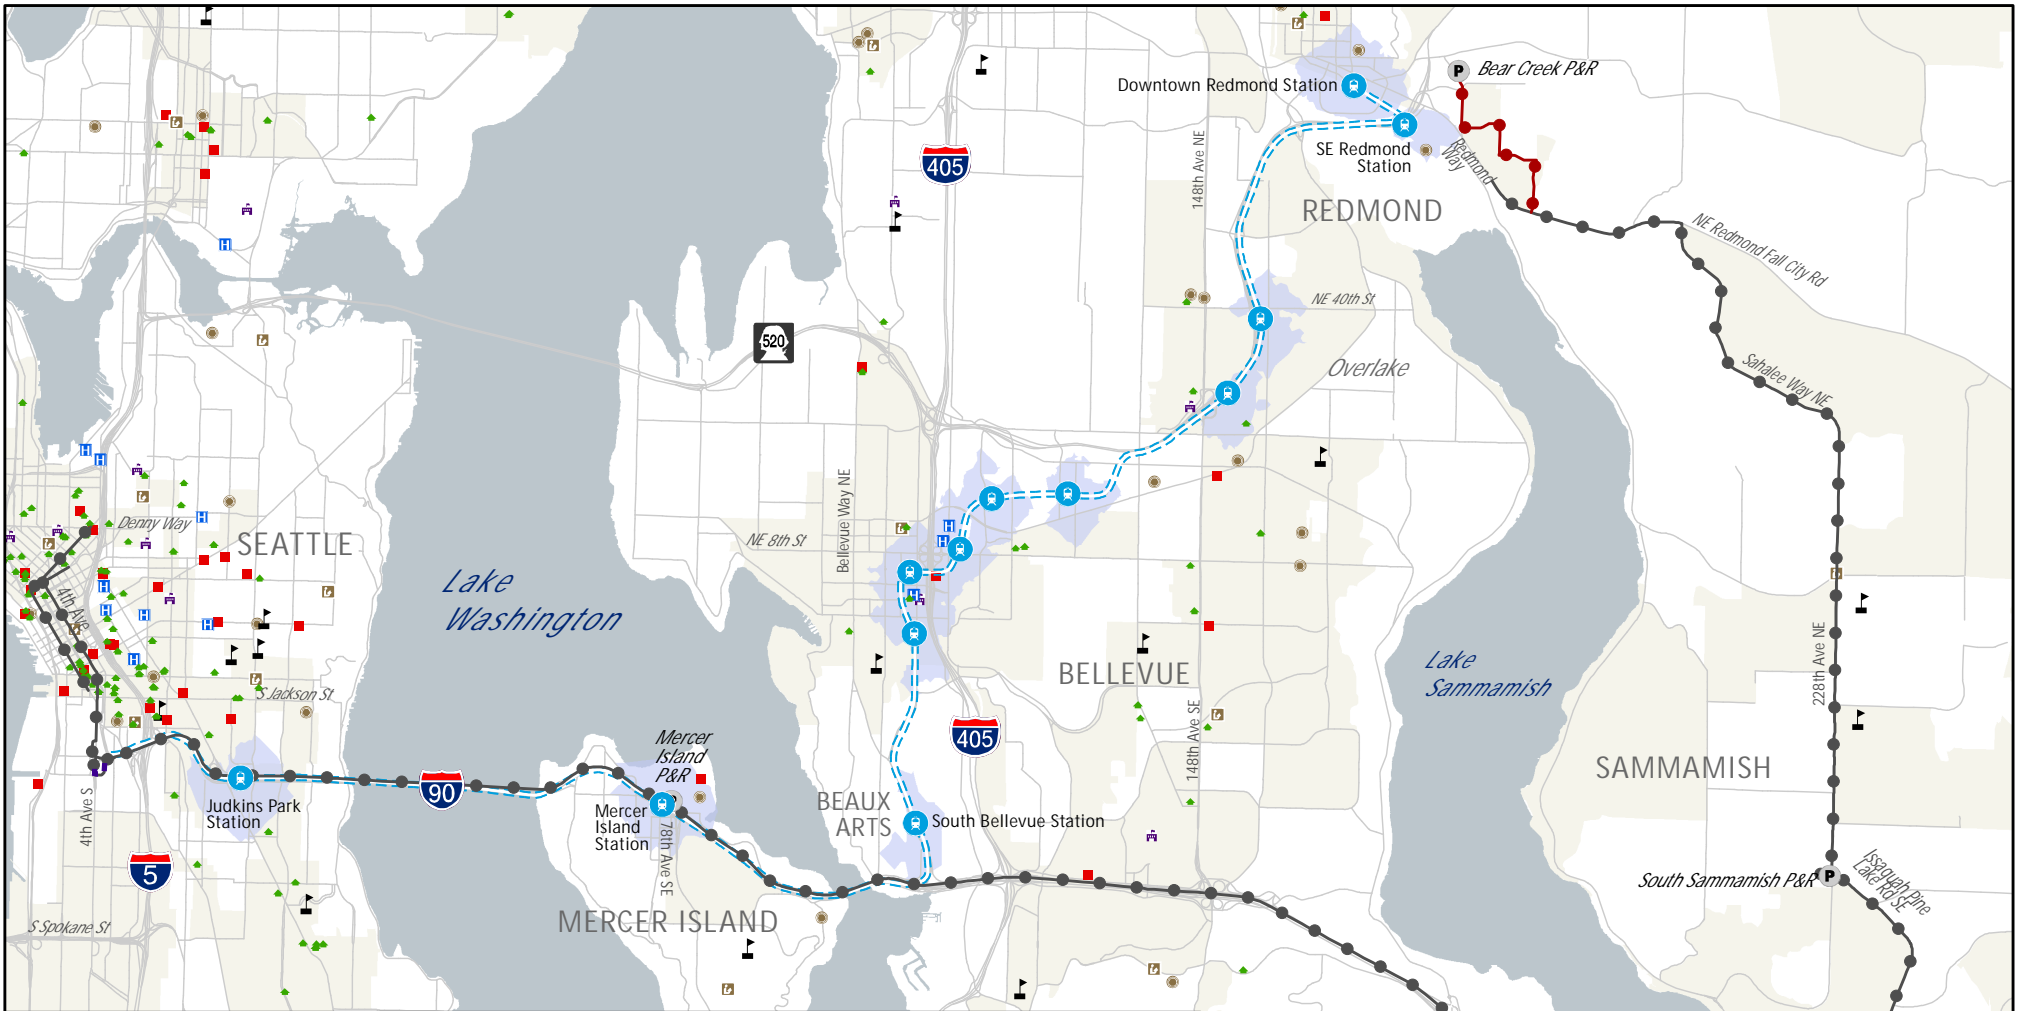 Bear Creek P&R
P
Downtown Redmond Station
SE Redmond
Station
Redmond
Way
148th Ave NE
405
REDMOND
NE Redmond Fall City Rd
NE 40th St
520
Overlake
Sahalee Way NE
Bellevue Way NE
Denny Way
SEATTLE
NE 8th St
Lake
Washington
4th Ave
H
H
H
H
H
H
H
H
H
H
H
H
228th Ave NE
Lake
Sammamish
BELLEVUE
S Jackson St
148th Ave SE
405
Mercer
Island
P&R
SAMMAMISH
90
Judkins Park
Station
Mercer
Island
Station
BEAUX
ARTS
South Bellevue Station
4th Ave S
78th Ave SE
5
South Sammamish P&R
P
Issaquah Pine
Lake Rd SE
MERCER ISLAND
S Spokane St